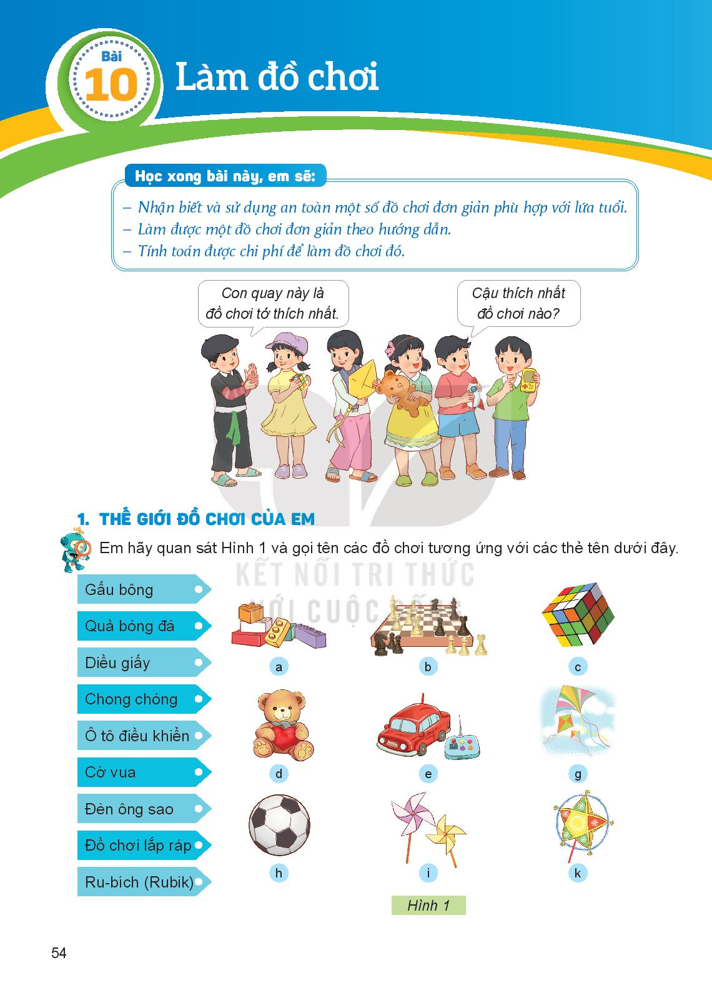 Bài
10
Làm đồ chơi
Học xong bài này, em sẽ:
– Nhận biết và sử dụng an toàn một số đồ chơi đơn giản phù hợp với lứa tuổi.
– Làm được một đồ chơi đơn giản theo hướng dẫn.
– Tính toán được chi phí để làm đồ chơi đó.
Con quay này là
đồ chơi tớ thích nhất.
Cậu thích nhất
đồ chơi nào?
1. THẾ GIỚI ĐỒ CHƠI CỦA EM
Em hãy quan sát Hình 1 và gọi tên các đồ chơi tương ứng với các thẻ tên dưới đây.
KẾT NỐI TRI THỨC
VỚI CUỘC SỐNG
Gấu bông
Quả bóng đá
Diều giấy
Chong chóng
Ô tô điều khiển
Cờ vua
Đèn ông sao
Đồ chơi lắp ráp
Ru-bích (Rubik)
a
b
c
d
e
g
h
i
k
Hình 1
54